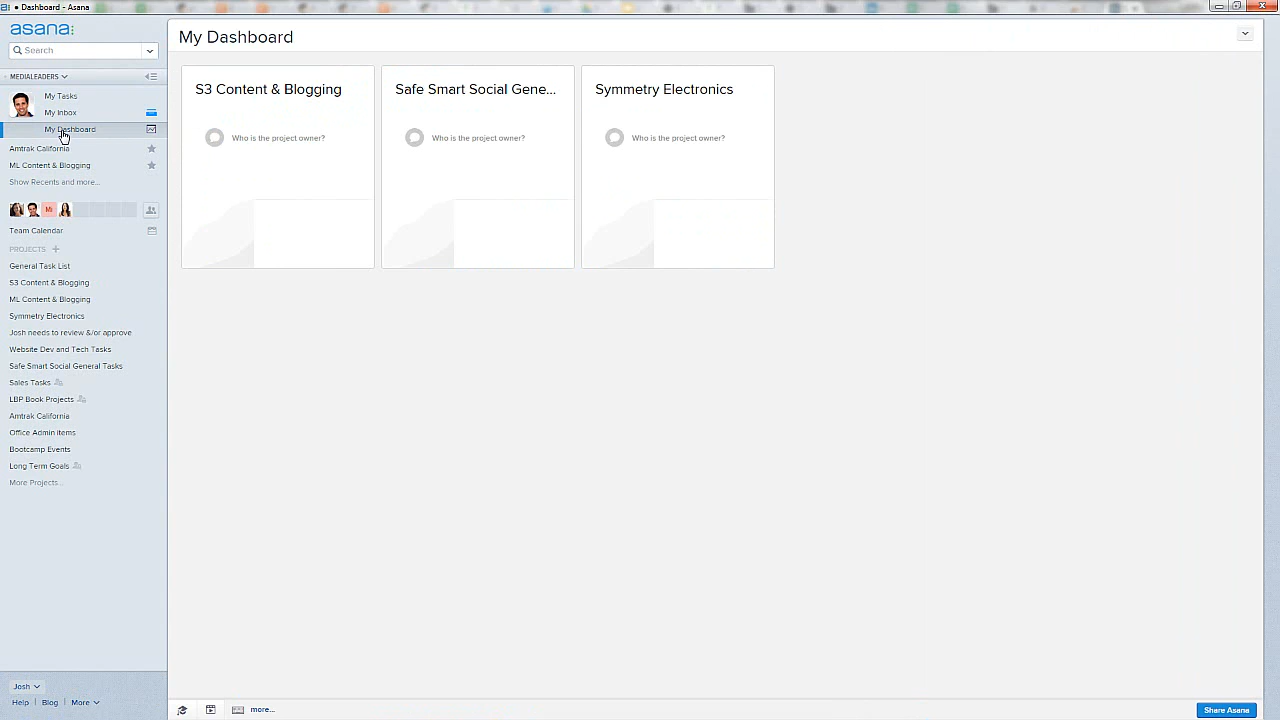 Dashboard - Asana
asana:
Search
MEDIALEADERS
My Tasks
My Inbox
My Dashboard
Amtrak California
ML Content & Blogging
Show Recents and more...
Team Calendar
PROJECTS +
General Task List
S3 Content & Blogging
ML Content & Blogging
Symmetry Electronics
Josh needs to review &/or approve
Website Dev and Tech Tasks
Safe Smart Social General Tasks
Sales Tasks
LBP Book Projects
Amtrak California
Office Admin items
Bootcamp Events
Long Term Goals
More Projects...
Josh
Help | Blog | More
My Dashboard
S3 Content & Blogging
Who is the project owner?
Safe Smart Social Gene...
Who is the project owner?
Symmetry Electronics
Who is the project owner?
more...
Share Asana